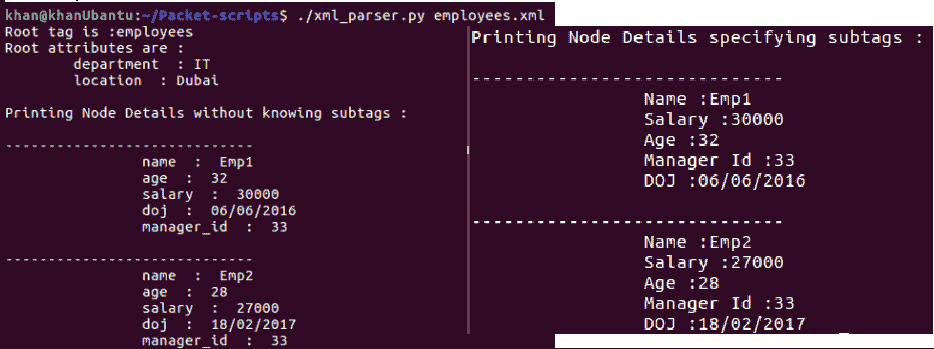 khan@khanUbantu:~/Packet-scripts$ ./xml_parser.py employees.xml
Root tag is :employees
Root attributes are :
department : IT
location : Dubai
Printing Node Details without knowing subtags :
-----------------------------
name : Emp1
age : 32
salary : 30000
doj : 06/06/2016
manager_id : 33
-----------------------------
name : Emp2
age : 28
salary : 27000
doj : 18/02/2017
manager_id : 33
Printing Node Details specifying subtags :
-----------------------------
Name :Emp1
Salary :30000
Age :32
Manager Id :33
DOJ :06/06/2016
-----------------------------
Name :Emp2
Salary :27000
Age :28
Manager Id :33
DOJ :18/02/2017